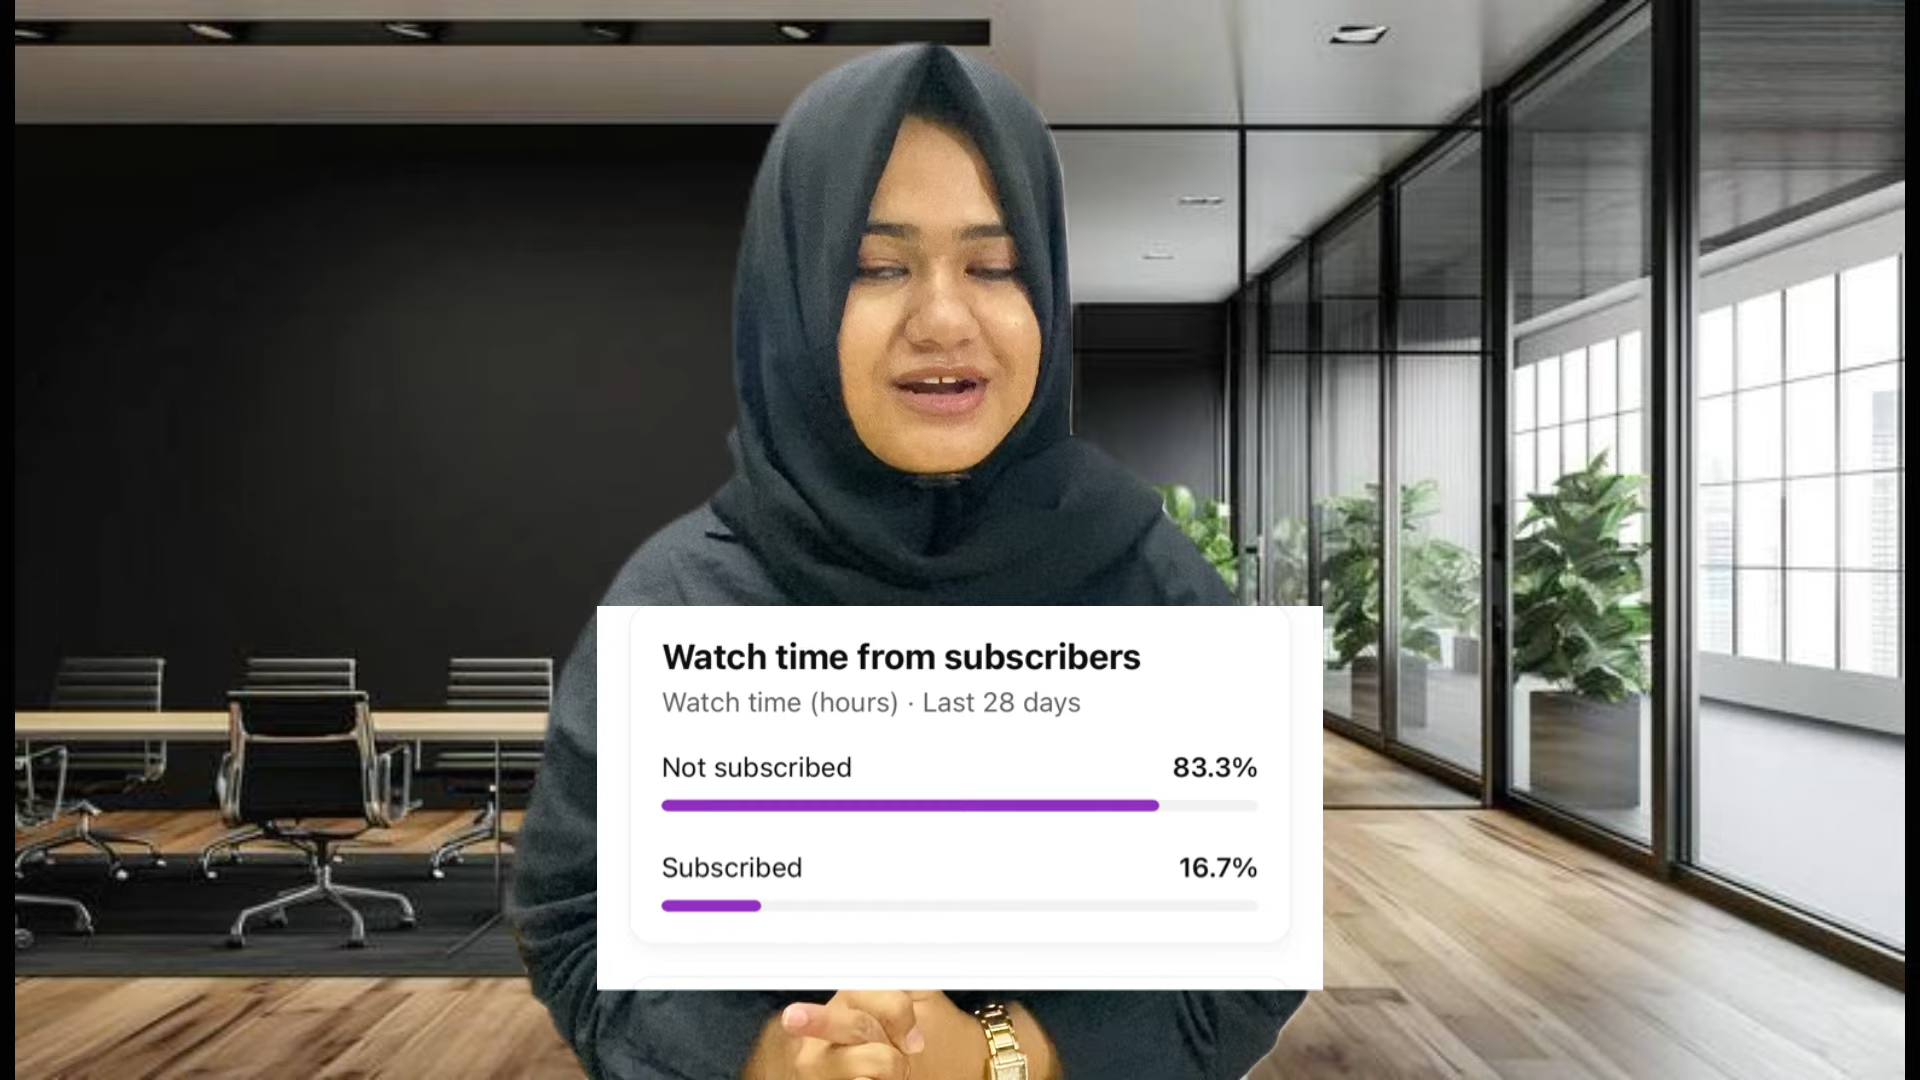 Watch time from subscribers
Watch time (hours) · Last 28 days
Not subscribed 83.3%
Subscribed 16.7%